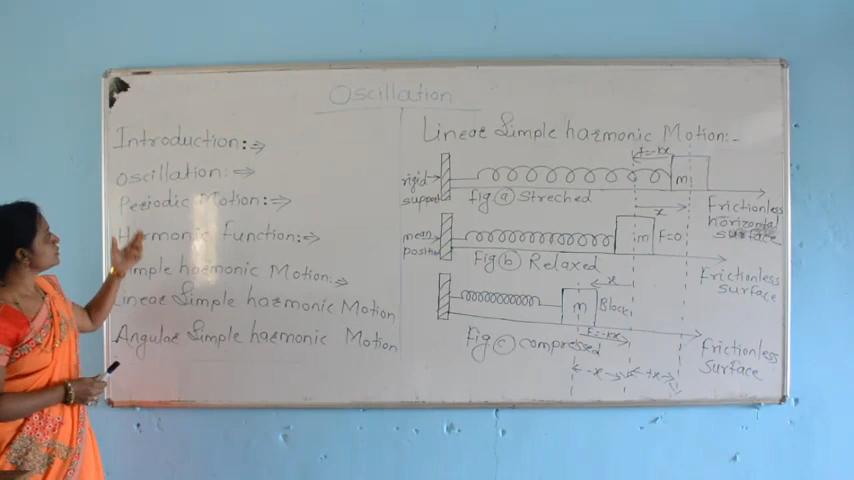 Oscillation
Introduction:⇒
Oscillation:⇒
Periodic Motion:⇒
Harmonic Function:⇒
Simple harmonic Motion:⇒
Linear Simple harmonic Motion
Angular Simple harmonic Motion
Linear Simple harmonic Motion:-
F=-kx
rigid support
m
fig (a) Streched
x
Frictionless
horizontal
surface
mean
position
m
F=0
Fig (b) Relaxed
x
Frictionless
surface
m
Block
F=-kx
Fig (c) compressed
Frictionless
surface
-x
+x